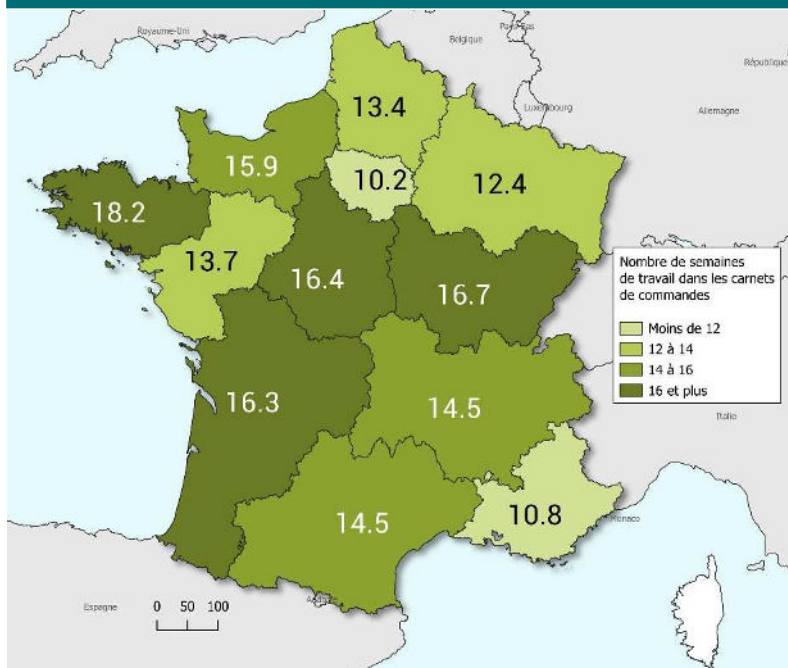 Royaume-Uni
Pays-Bas
Belgique
République
Luxembourg
Allemagne
13.4
15.9
10.2
12.4
18.2
13.7
16.4
16.7
Nombre de semaines
de travail dans les carnets
de commandes
Moins de 12
12 à 14
14 à 16
16 et plus
16.3
14.5
Italie
14.5
10.8
Monaco
Espagne
0 50 100